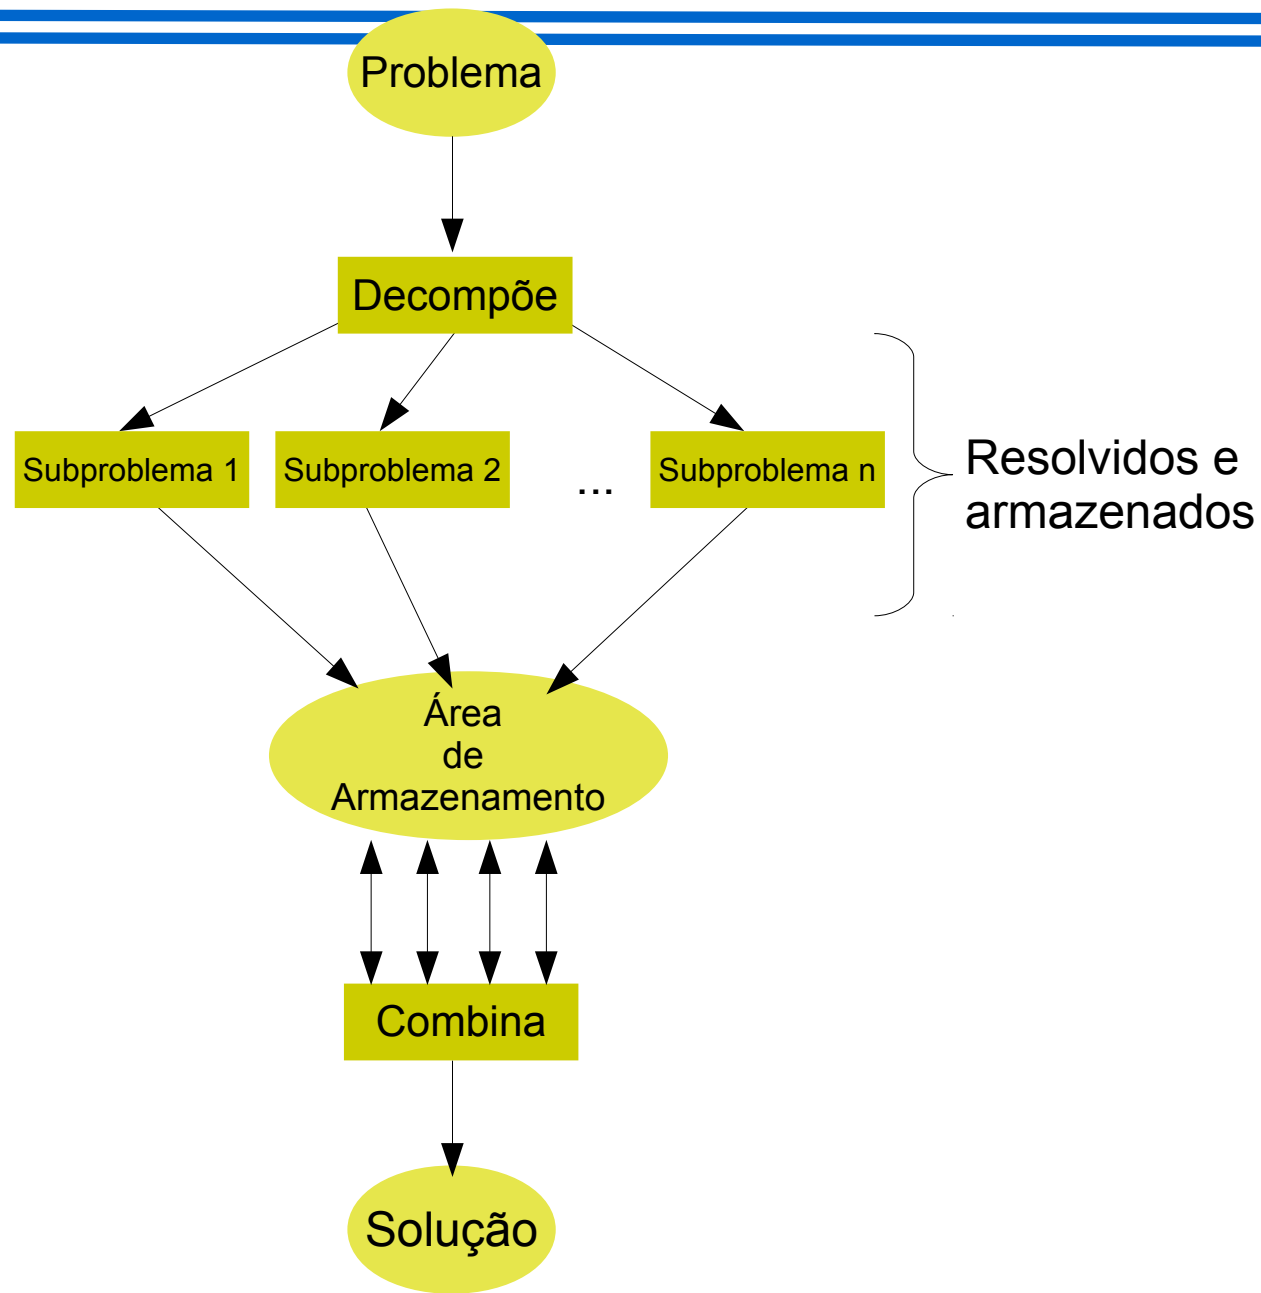 Problema
Decompõe
Subproblema 1
Subproblema 2
...
Subproblema n
Resolvidos e
armazenados
Área
de
Armazenamento
Combina
Solução